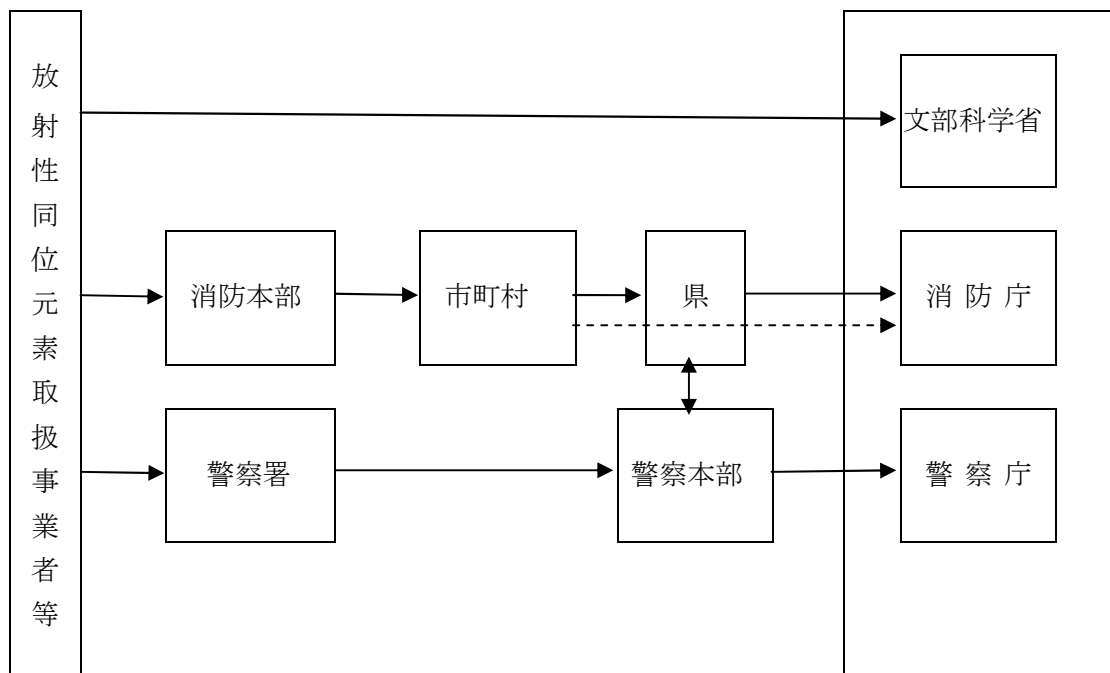 放射性同位元素取扱事業者等
文部科学省
消防本部
市町村
県
消 防 庁
警察署
警察本部
警 察 庁